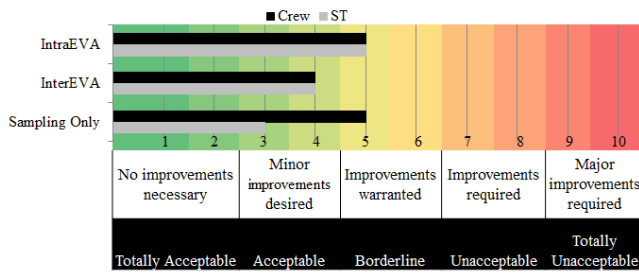 Crew ST
IntraEVA
InterEVA
Sampling Only
1 2 3 4 5 6 7 8 9 10
No improvements necessary
Minor improvements desired
Improvements warranted
Improvements required
Major improvements required
Totally Acceptable
Acceptable
Borderline
Unacceptable
Totally Unacceptable